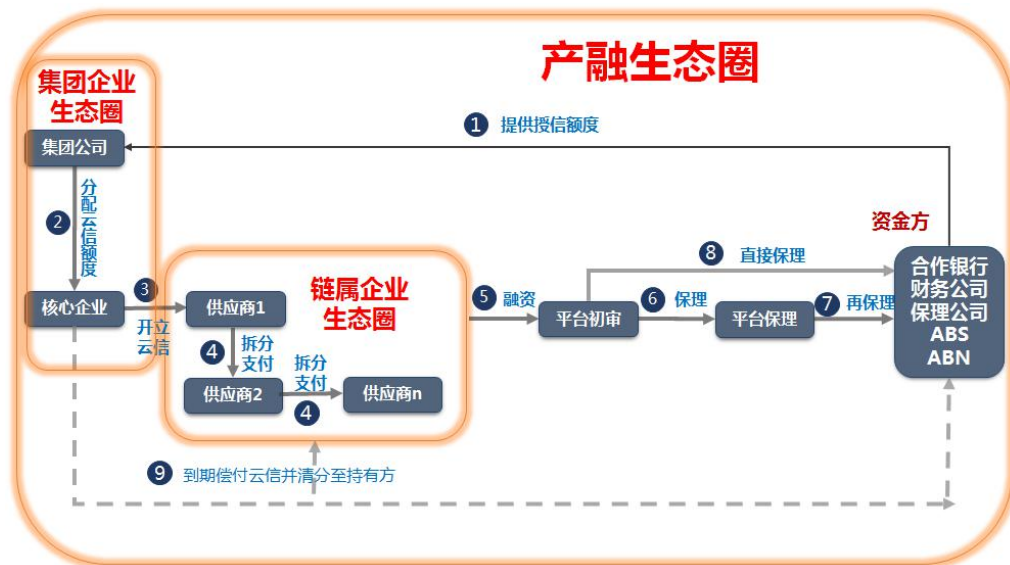 产融生态圈
集团企业
生态圈
1 提供授信额度
集团公司
2 分配云信额度
资金方
核心企业
3
开立
云信
链属企业
生态圈
供应商1
4 拆分
支付
供应商2
拆分
支付
4
供应商n
5 融资
平台初审
8 直接保理
6 保理
平台保理
7 再保理
合作银行
财务公司
保理公司
ABS
ABN
9 到期偿付云信并清分至持有方